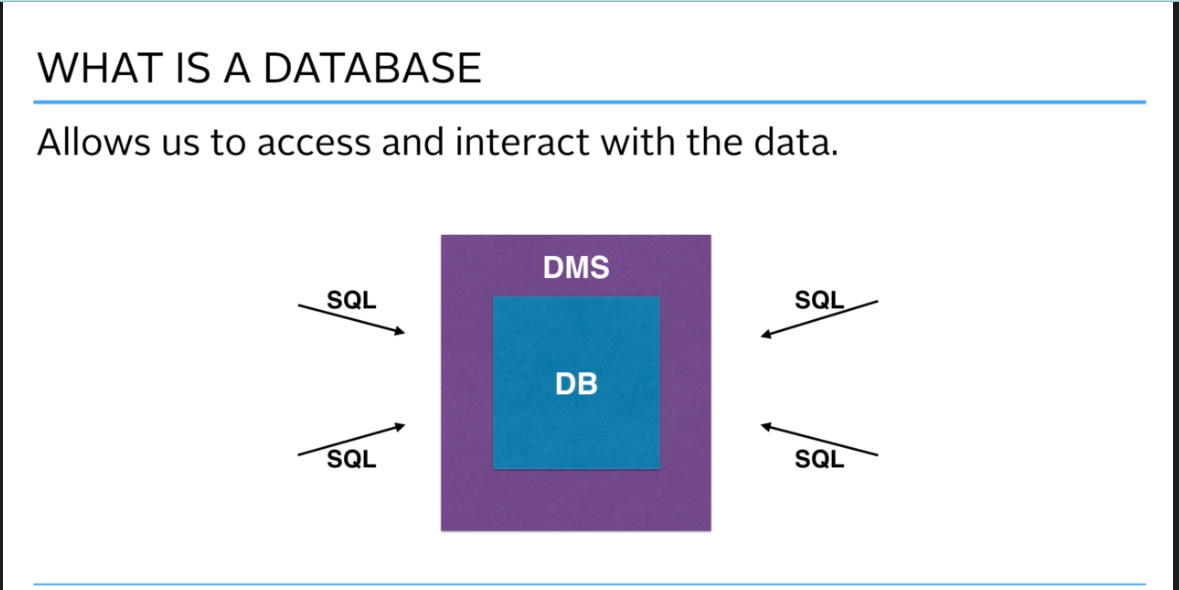 WHAT IS A DATABASE
Allows us to access and interact with the data.
DMS
SQL
SQL
DB
SQL
SQL